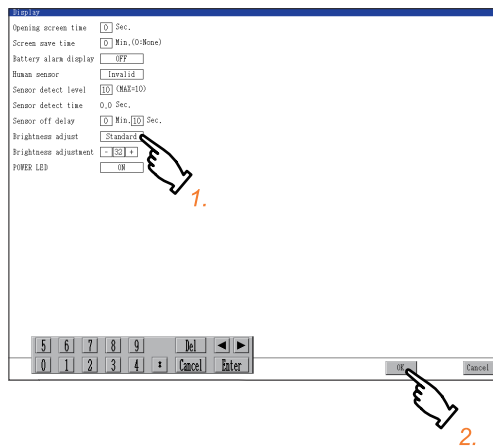 Display
Opening screen time 0 Sec.
Screen save time 0 Min.(0:None)
Battery alarm display OFF
Human sensor Invalid
Sensor detect level 10 (MAX=10)
Sensor detect time 0.0 Sec.
Sensor off delay 0 Min. 10 Sec.
Brightness adjust Standard
Brightness adjustment - 32 +
POWER LED ON
1.
5 6 7 8 9 Del ◀ ▶
0 1 2 3 4 Cancel Enter
OK Cancel
2.